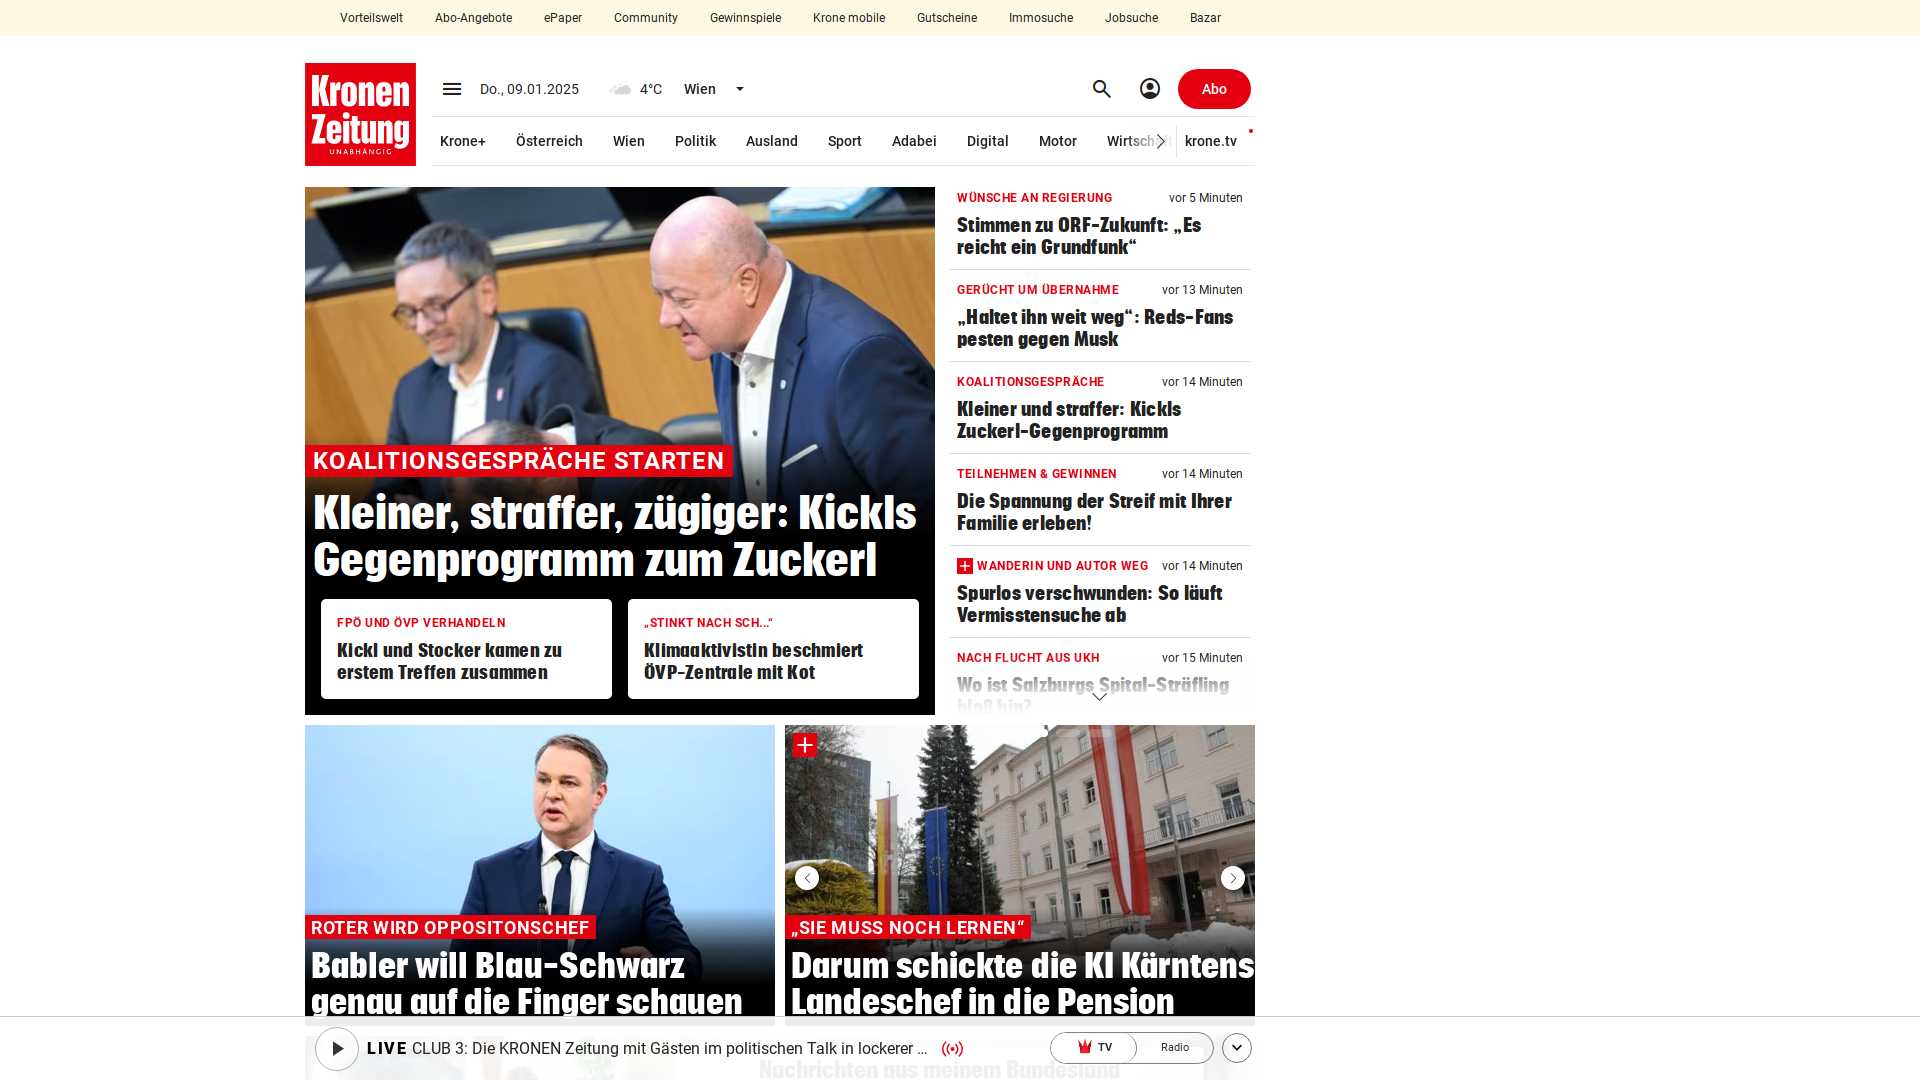 Vorteilswelt Abo-Angebote ePaper Community Gewinnspiele Krone mobile Gutscheine Immosuche Jobsuche Bazar
Kronen
Zeitung
UNABHÄNGIG
Do., 09.01.2025 4°C Wien
Abo
Krone+ Österreich Wien Politik Ausland Sport Adabei Digital Motor Wirtschaft krone.tv
KOALITIONSGESPRÄCHE STARTEN
Kleiner, straffer, zügiger: Kickls
Gegenprogramm zum Zuckerl
FPÖ UND ÖVP VERHANDELN
Kickl und Stocker kamen zu
erstem Treffen zusammen
„STINKT NACH SCH...“
Klimaaktivistin beschmiert
ÖVP-Zentrale mit Kot
WÜNSCHE AN REGIERUNG vor 5 Minuten
Stimmen zu ORF-Zukunft: „Es
reicht ein Grundfunk“
GERÜCHT UM ÜBERNAHME vor 13 Minuten
„Haltet ihn weit weg“: Reds-Fans
pesten gegen Musk
KOALITIONSGESPRÄCHE vor 14 Minuten
Kleiner und straffer: Kickls
Zuckerl-Gegenprogramm
TEILNEHMEN & GEWINNEN vor 14 Minuten
Die Spannung der Streif mit Ihrer
Familie erleben!
WANDERIN UND AUTOR WEG vor 14 Minuten
Spurlos verschwunden: So läuft
Vermisstensuche ab
NACH FLUCHT AUS UKH vor 15 Minuten
Wo ist Salzburgs Spital-Sträfling
bloß hin?
ROTER WIRD OPPOSITONSCHEF
Babler will Blau-Schwarz
genau auf die Finger schauen
„SIE MUSS NOCH LERNEN“
Darum schickte die KI Kärntens
Landeschef in die Pension
LIVE CLUB 3: Die KRONEN Zeitung mit Gästen im politischen Talk in lockerer ...
TV Radio
Nachrichten aus meinem Bundesland